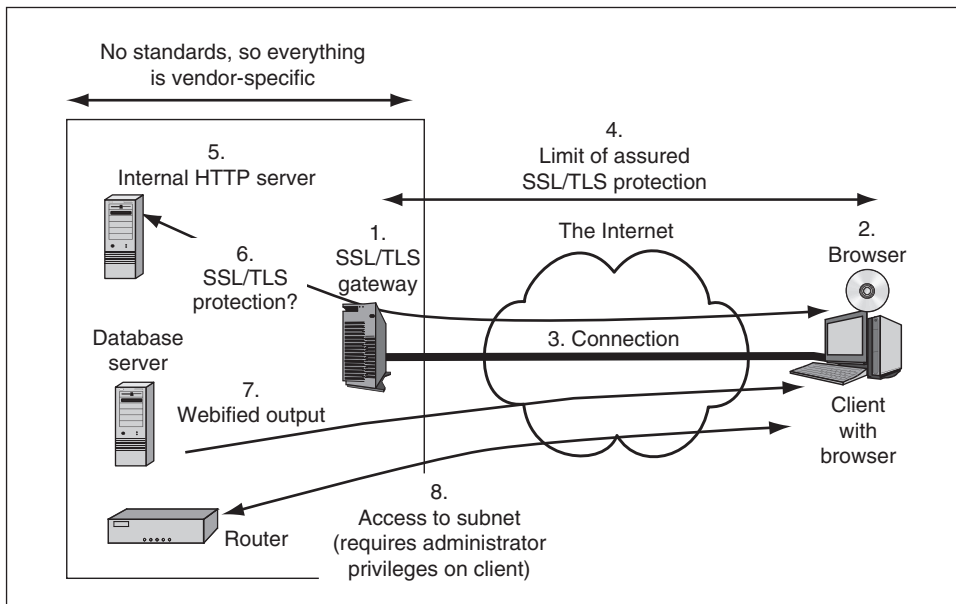 No standards, so everything
is vendor-specific
5.
Internal HTTP server
4.
Limit of assured
SSL/TLS protection
6.
SSL/TLS
protection?
1.
SSL/TLS
gateway
The Internet
2.
Browser
3. Connection
Database
server
7.
Webified output
Client
with
browser
Router
8.
Access to subnet
(requires administrator
privileges on client)